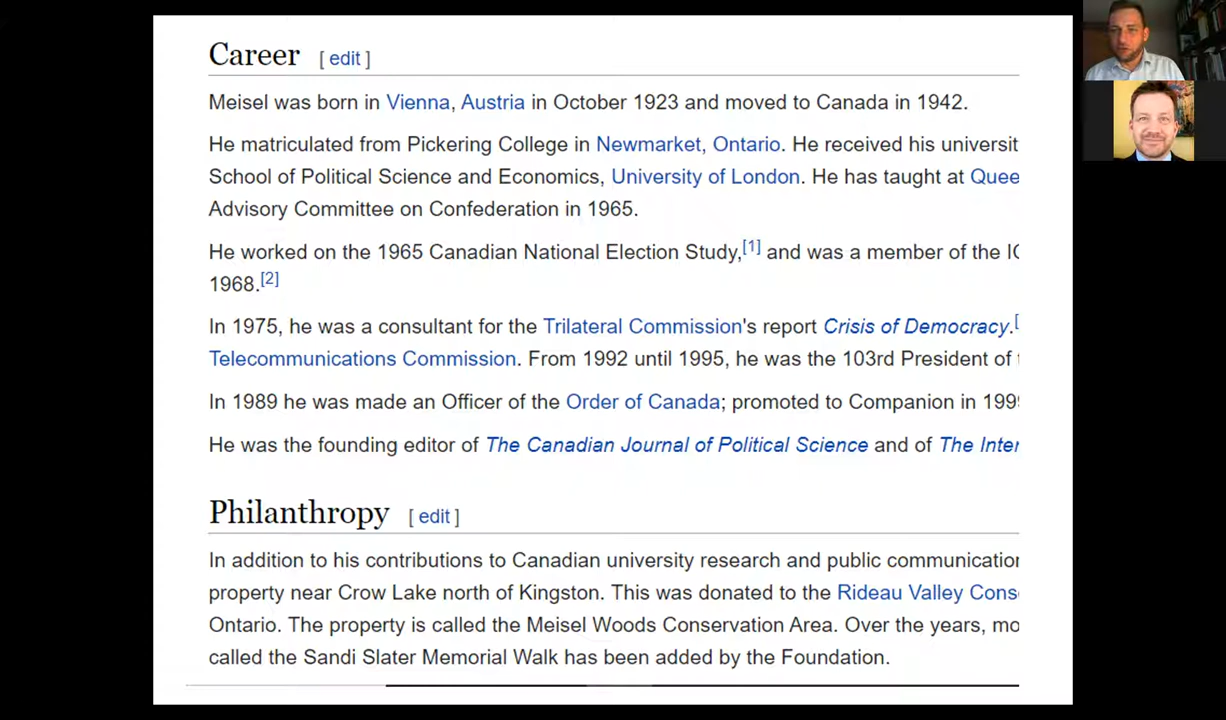 Career [ edit ]
Meisel was born in Vienna, Austria in October 1923 and moved to Canada in 1942.
He matriculated from Pickering College in Newmarket, Ontario. He received his universit
School of Political Science and Economics, University of London. He has taught at Quee
Advisory Committee on Confederation in 1965.
He worked on the 1965 Canadian National Election Study,[1] and was a member of the
1968.[2]
In 1975, he was a consultant for the Trilateral Commission's report Crisis of Democracy.[
Telecommunications Commission. From 1992 until 1995, he was the 103rd President of
In 1989 he was made an Officer of the Order of Canada; promoted to Companion in 199
He was the founding editor of The Canadian Journal of Political Science and of The Inter
Philanthropy [ edit ]
In addition to his contributions to Canadian university research and public communication
property near Crow Lake north of Kingston. This was donated to the Rideau Valley Cons
Ontario. The property is called the Meisel Woods Conservation Area. Over the years, mo
called the Sandi Slater Memorial Walk has been added by the Foundation.